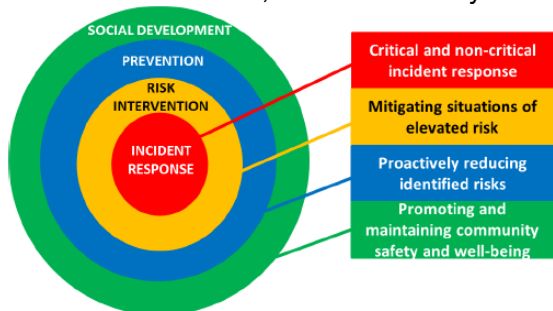 SOCIAL DEVELOPMENT
PREVENTION
RISK
INTERVENTION
INCIDENT
RESPONSE
Critical and non-critical
incident response
Mitigating situations of
elevated risk
Proactively reducing
identified risks
Promoting and
maintaining community
safety and well-being